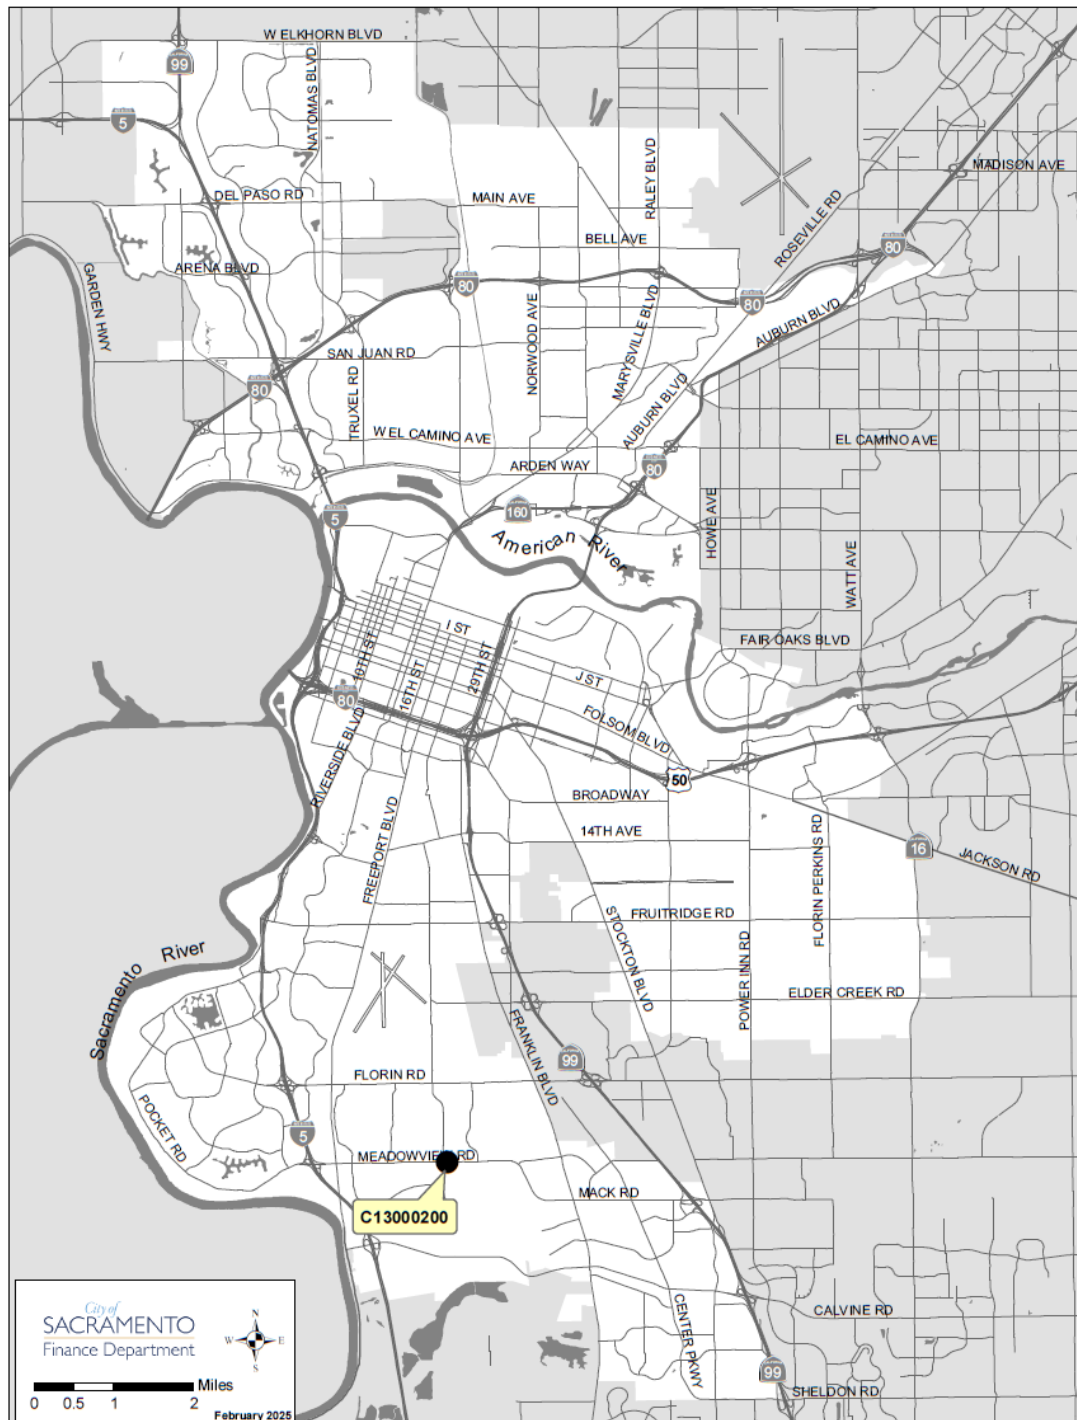 W ELKHORN BLVD
99
NATOMAS BLVD
5
RALEY BLVD
MADISON AVE
DEL PASO RD
MAIN AVE
ROSEVILLE RD
BELL AVE
80
ARENA BLVD
GARDEN HWY
80
80
NORWOOD AVE
MARYSVILLE BLVD
AUBURN BLVD
SAN JUAN RD
80
TRUXEL RD
AUBURN BLVD
W EL CAMINO AVE
EL CAMINO AVE
ARDEN WAY
80
160
5
HOWE AVE
American River
WATT AVE
I ST
FAIR OAKS BLVD
10TH ST
16TH ST
29TH ST
J ST
80
FOLSOM BLVD
RIVERSIDE BLVD
50
BROADWAY
14TH AVE
FREEPORT BLVD
FLORIN PERKINS RD
16
JACKSON RD
FRUITRIDGE RD
STOCKTON BLVD
POWER INN RD
Sacramento River
ELDER CREEK RD
FRANKLIN BLVD
99
FLORIN RD
POCKET RD
5
MEADOWVIEW RD
MACK RD
C13000200
CENTER PKWY
CALVINE RD
99
SHELDON RD
City of
SACRAMENTO
Finance Department
N
W E
S
Miles
0 0.5 1 2
February 2025